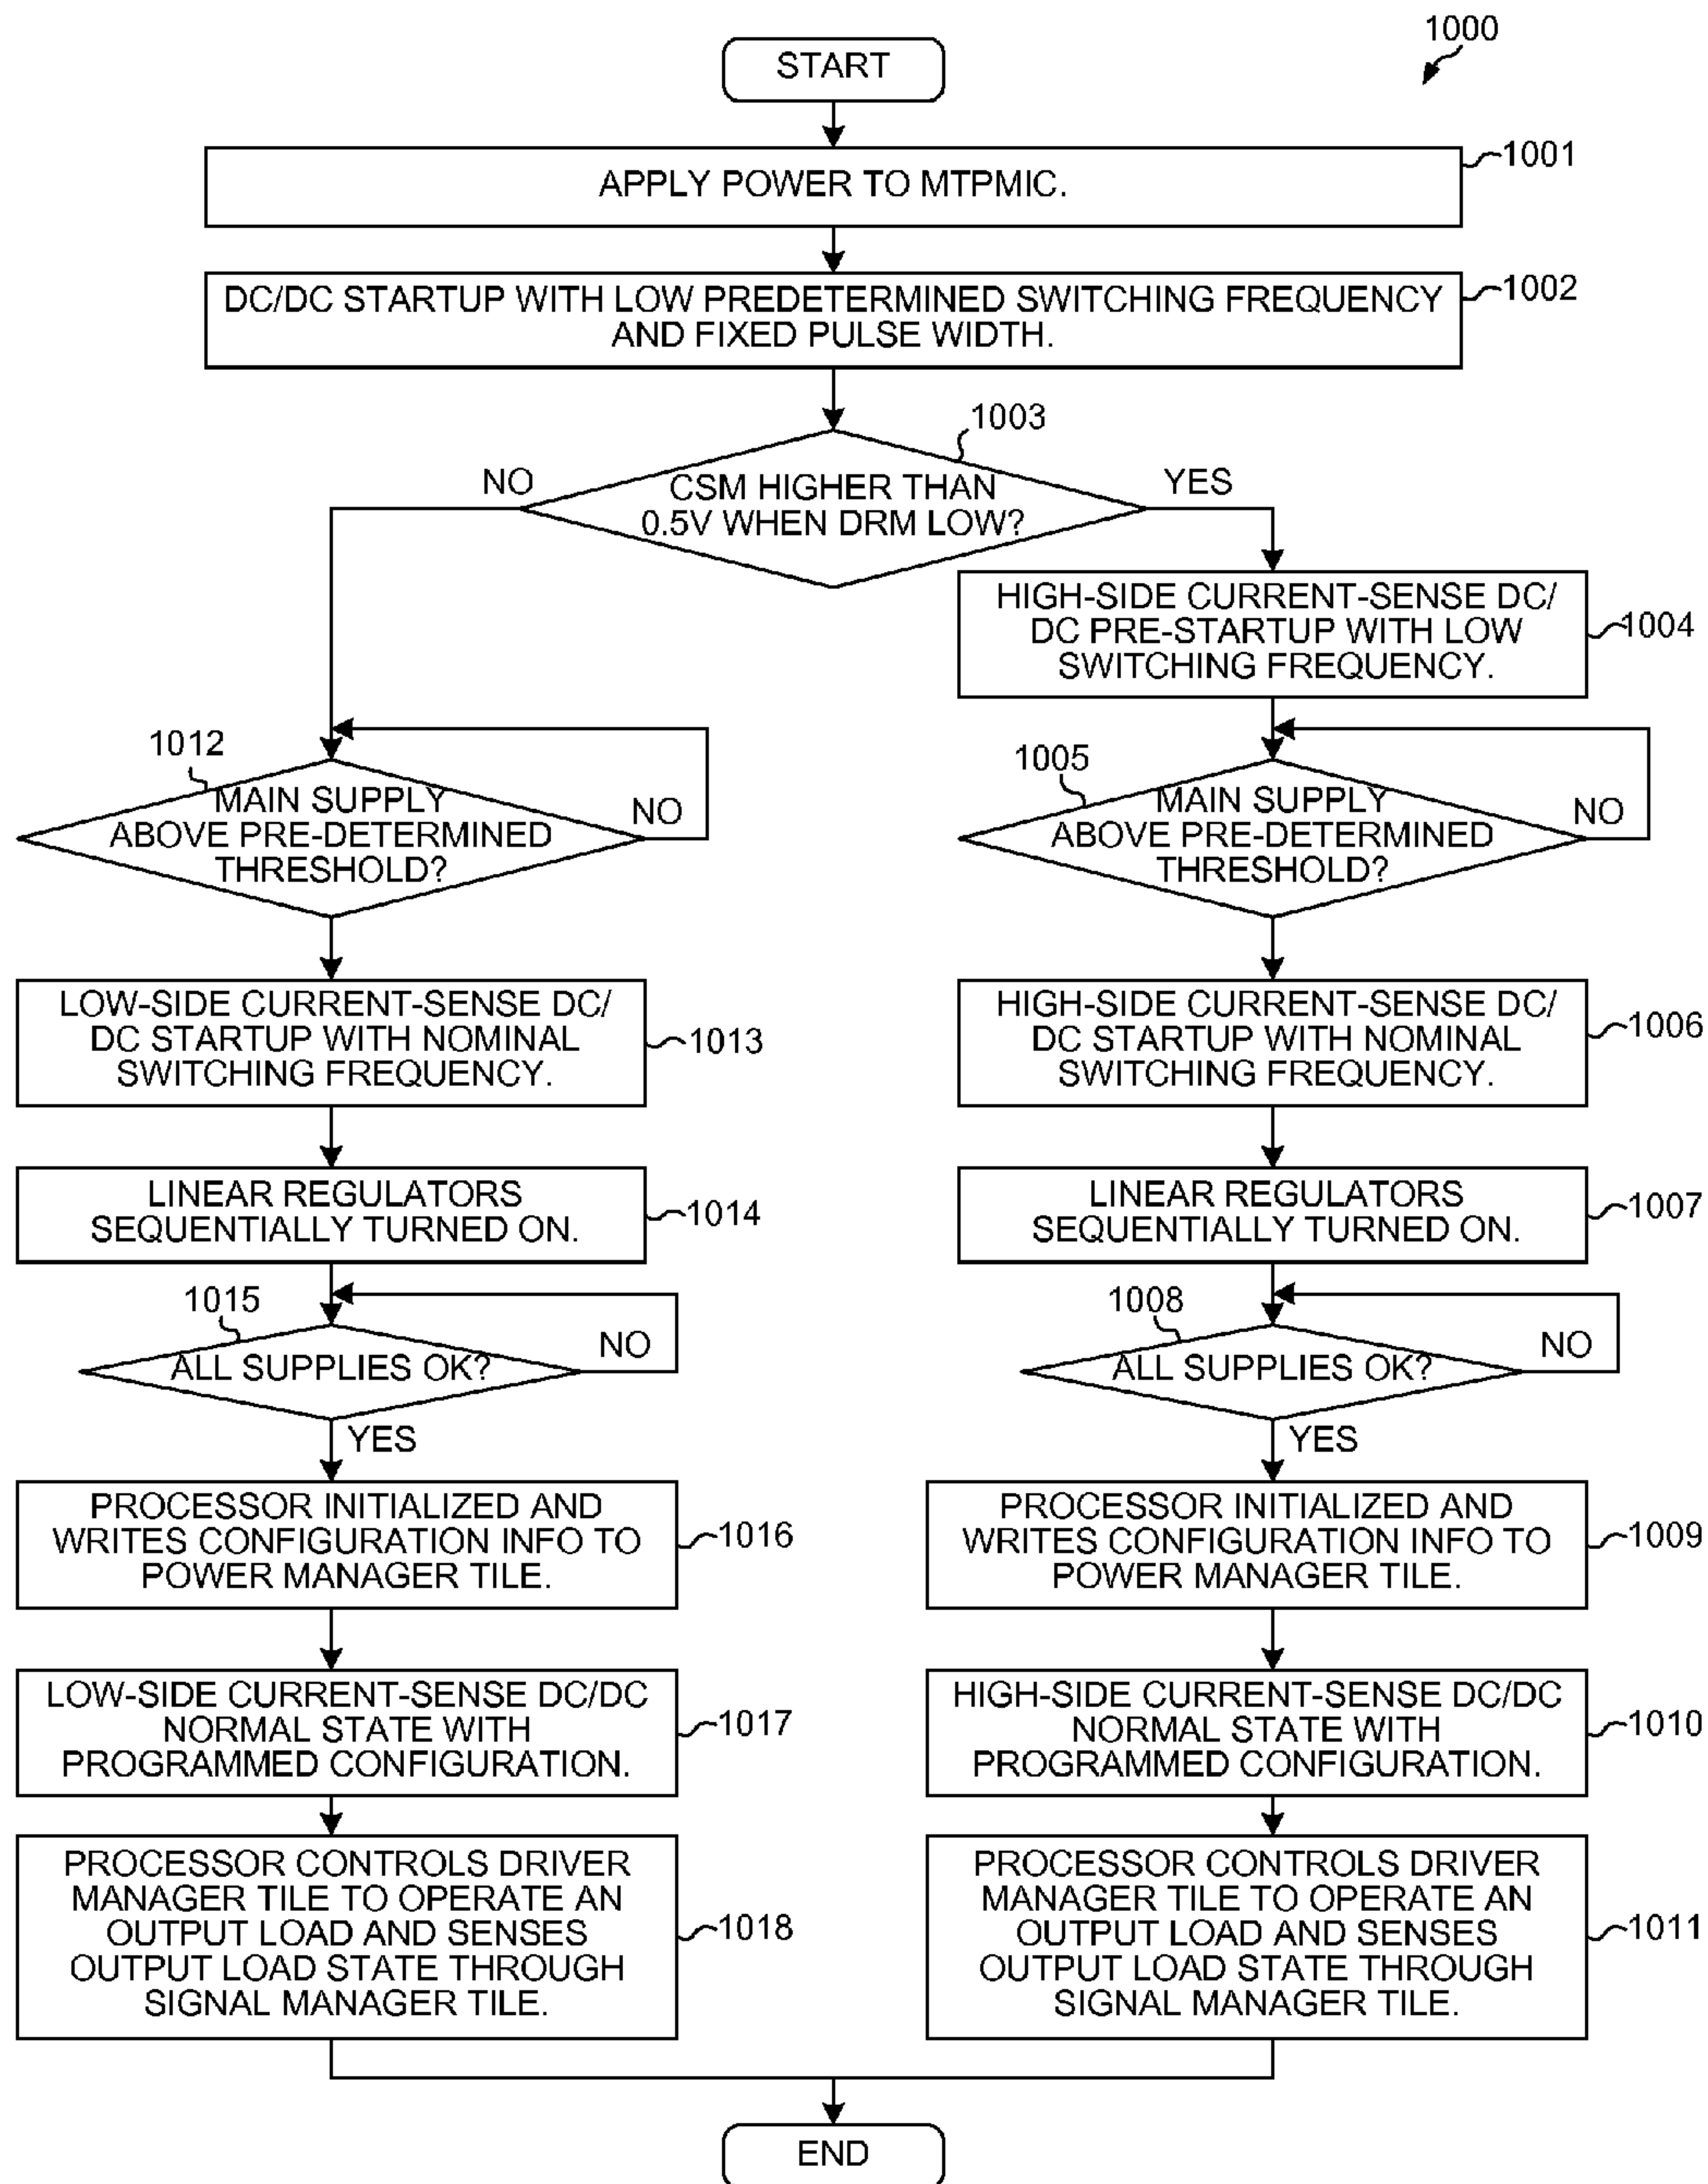 1000
START
1001
APPLY POWER TO MTPMIC.
1002
DC/DC STARTUP WITH LOW PREDETERMINED SWITCHING FREQUENCY
AND FIXED PULSE WIDTH.
1003
NO
YES
CSM HIGHER THAN
0.5V WHEN DRM LOW?
HIGH-SIDE CURRENT-SENSE DC/
DC PRE-STARTUP WITH LOW
SWITCHING FREQUENCY.
1004
1012
MAIN SUPPLY
ABOVE PRE-DETERMINED
THRESHOLD?
NO
1005
MAIN SUPPLY
ABOVE PRE-DETERMINED
THRESHOLD?
NO
LOW-SIDE CURRENT-SENSE DC/
DC STARTUP WITH NOMINAL
SWITCHING FREQUENCY.
1013
HIGH-SIDE CURRENT-SENSE DC/
DC STARTUP WITH NOMINAL
SWITCHING FREQUENCY.
1006
LINEAR REGULATORS
SEQUENTIALLY TURNED ON.
1014
LINEAR REGULATORS
SEQUENTIALLY TURNED ON.
1007
1015
ALL SUPPLIES OK?
NO
YES
1008
ALL SUPPLIES OK?
NO
YES
PROCESSOR INITIALIZED AND
WRITES CONFIGURATION INFO TO
POWER MANAGER TILE.
1016
PROCESSOR INITIALIZED AND
WRITES CONFIGURATION INFO TO
POWER MANAGER TILE.
1009
LOW-SIDE CURRENT-SENSE DC/DC
NORMAL STATE WITH
PROGRAMMED CONFIGURATION.
1017
HIGH-SIDE CURRENT-SENSE DC/DC
NORMAL STATE WITH
PROGRAMMED CONFIGURATION.
1010
PROCESSOR CONTROLS DRIVER
MANAGER TILE TO OPERATE AN
OUTPUT LOAD AND SENSES
OUTPUT LOAD STATE THROUGH
SIGNAL MANAGER TILE.
1018
PROCESSOR CONTROLS DRIVER
MANAGER TILE TO OPERATE AN
OUTPUT LOAD AND SENSES
OUTPUT LOAD STATE THROUGH
SIGNAL MANAGER TILE.
1011
END